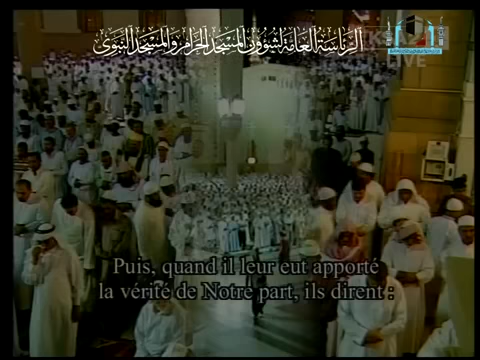 الرئاسة العامة لشؤون المسجد الحرام والمسجد النبوي
LIVE
Puis, quand il leur eut apporté
la vérité de Notre part, ils dirent :